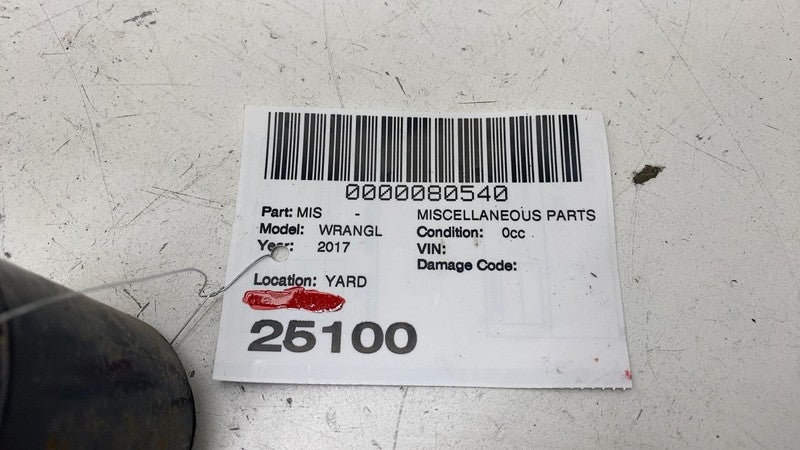 0000080540
Part: MIS - MISCELLANEOUS PARTS
Model: WRANGL Condition: 0cc
Year: 2017 VIN:
Damage Code:
Location: YARD
25100